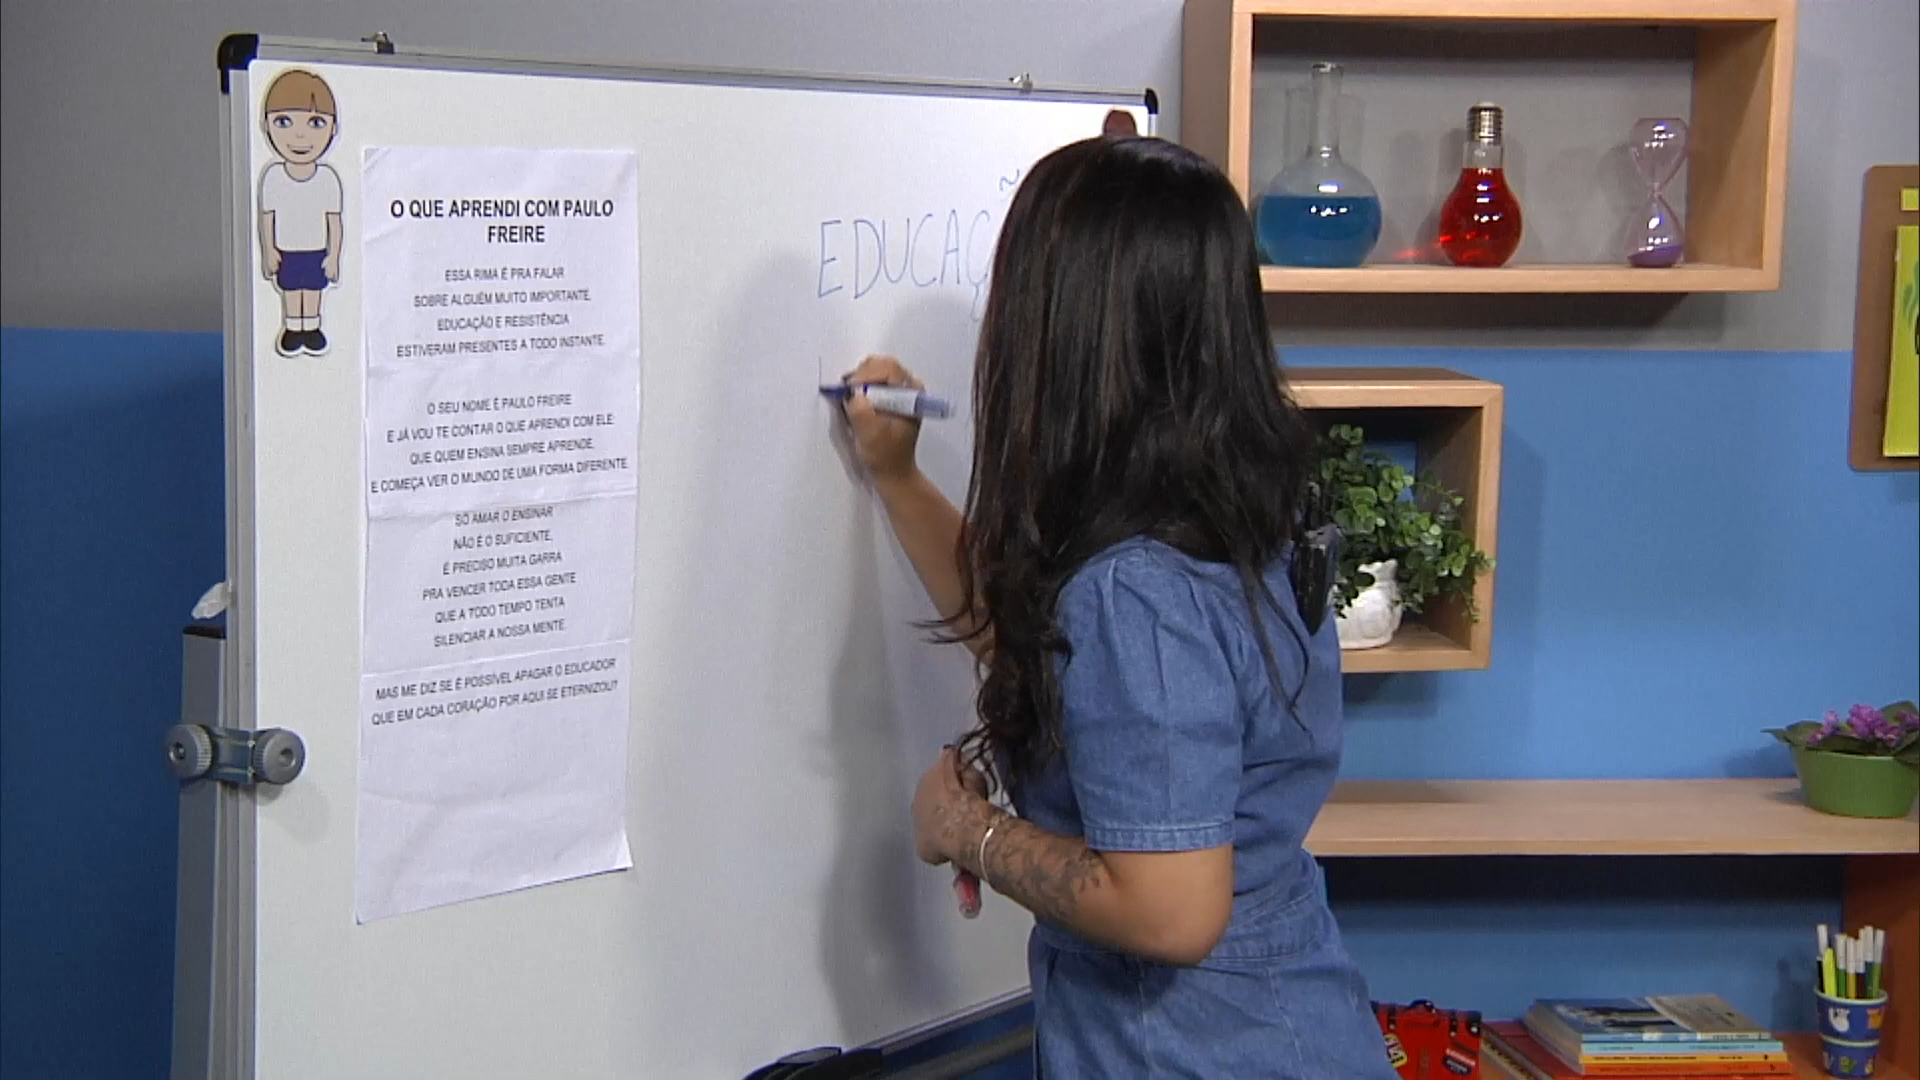 O QUE APRENDI COM PAULO
FREIRE
ESSA RIMA É PRA FALAR
SOBRE ALGUÉM MUITO IMPORTANTE,
EDUCAÇÃO E RESISTÊNCIA
ESTIVERAM PRESENTES A TODO INSTANTE.
O SEU NOME É PAULO FREIRE
E JÁ VOU TE CONTAR O QUE APRENDI COM ELE:
QUE QUEM ENSINA SEMPRE APRENDE,
E COMEÇA VER O MUNDO DE UMA FORMA DIFERENTE.
SÓ AMAR O ENSINAR
NÃO É O SUFICIENTE,
É PRECISO MUITA GARRA
PRA VENCER TODA ESSA GENTE
QUE A TODO TEMPO TENTA
SILENCIAR A NOSSA MENTE.
MAS ME DIZ SE É POSSÍVEL APAGAR O EDUCADOR
QUE EM CADA CORAÇÃO POR AQUI SE ETERNIZOU?
EDUCAÇ